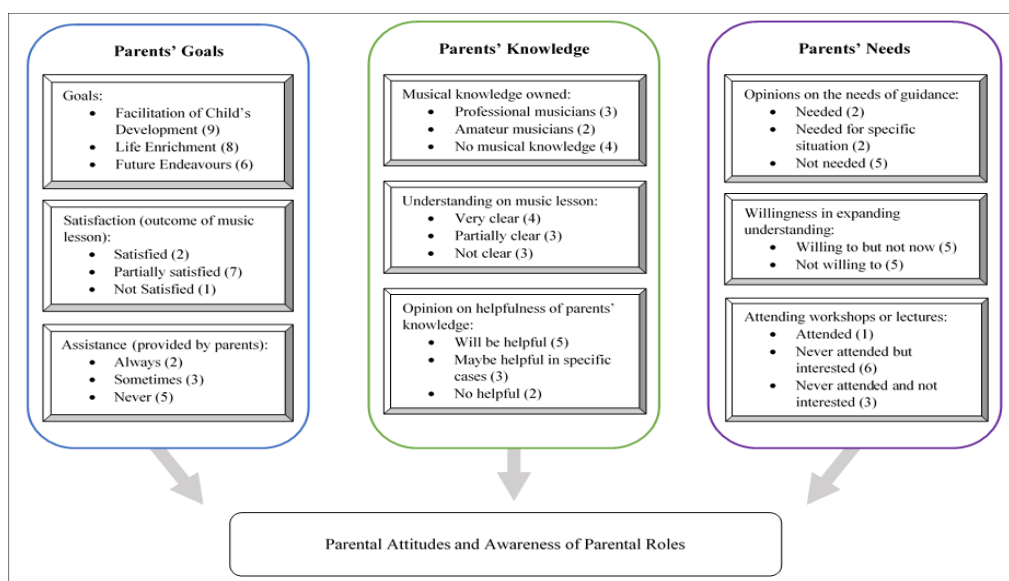 Parents' Goals
Goals:
• Facilitation of Child's
Development (9)
• Life Enrichment (8)
• Future Endeavours (6)
Satisfaction (outcome of music
lesson):
• Satisfied (2)
• Partially satisfied (7)
• Not Satisfied (1)
Assistance (provided by parents):
• Always (2)
• Sometimes (3)
• Never (5)
Parents' Knowledge
Musical knowledge owned:
• Professional musicians (3)
• Amateur musicians (2)
• No musical knowledge (4)
Understanding on music lesson:
• Very clear (4)
• Partially clear (3)
• Not clear (3)
Opinion on helpfulness of parents'
knowledge:
• Will be helpful (5)
• Maybe helpful in specific
cases (3)
• No helpful (2)
Parents' Needs
Opinions on the needs of guidance:
• Needed (2)
• Needed for specific
situation (2)
• Not needed (5)
Willingness in expanding
understanding:
• Willing to but not now (5)
• Not willing to (5)
Attending workshops or lectures:
• Attended (1)
• Never attended but
interested (6)
• Never attended and not
interested (3)
Parental Attitudes and Awareness of Parental Roles